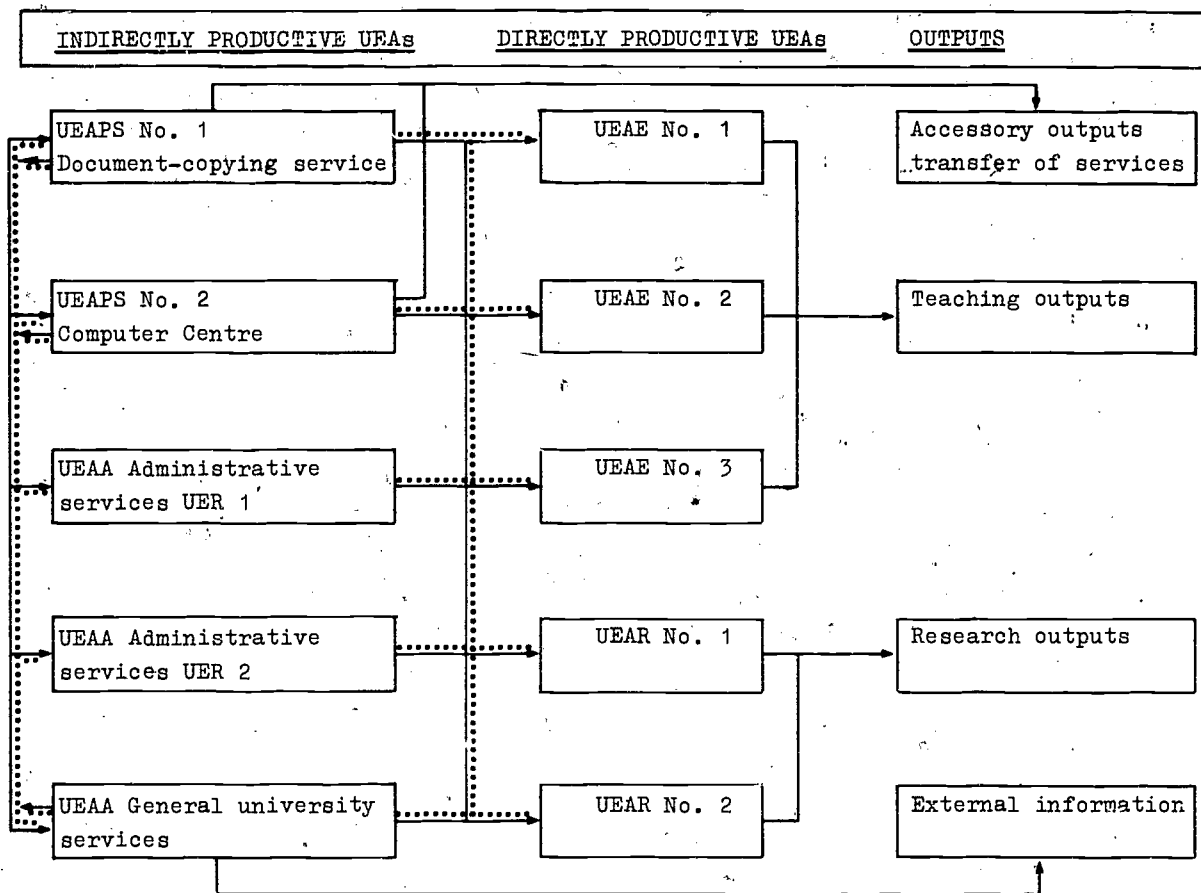 INDIRECTLY PRODUCTIVE UEAs DIRECTLY PRODUCTIVE UEAs OUTPUTS
UEAPS No. 1
Document-copying service
UEAE No. 1
Accessory outputs
transfer of services
UEAPS No. 2
Computer Centre
UEAE No. 2
Teaching outputs
UEAA Administrative
services UER 1
UEAE No. 3
UEAA Administrative
services UER 2
UEAR No. 1
Research outputs
UEAA General university
services
UEAR No. 2
External information